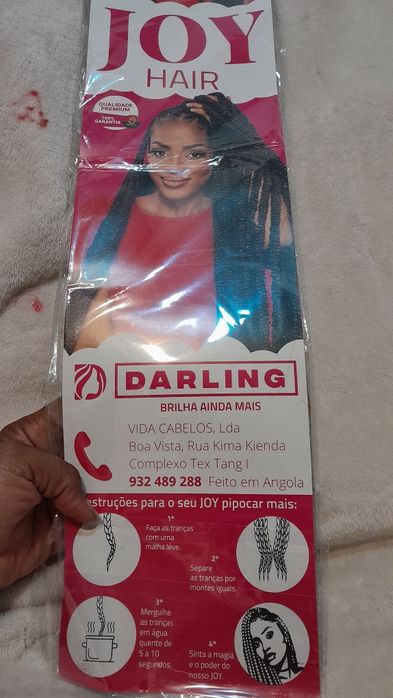 JOY
HAIR
QUALIDADE
PREMIUM
100%
GARANTIA
DARLING
BRILHA AINDA MAIS
VIDA CABELOS, Lda
Boa Vista, Rua Kima Kienda
Complexo Tex Tang I
932 489 288 Feito em Angola
nstruções para o seu JOY pipocar mais:
1º
Faça as tranças
com uma
malha leve.
2º
Separe
as tranças por
montes iguais.
3º
Mergulhe
as tranças
em água
quente de
5 a 10
segundos.
4º
Sinta a magia
e o poder do
nosso JOY.